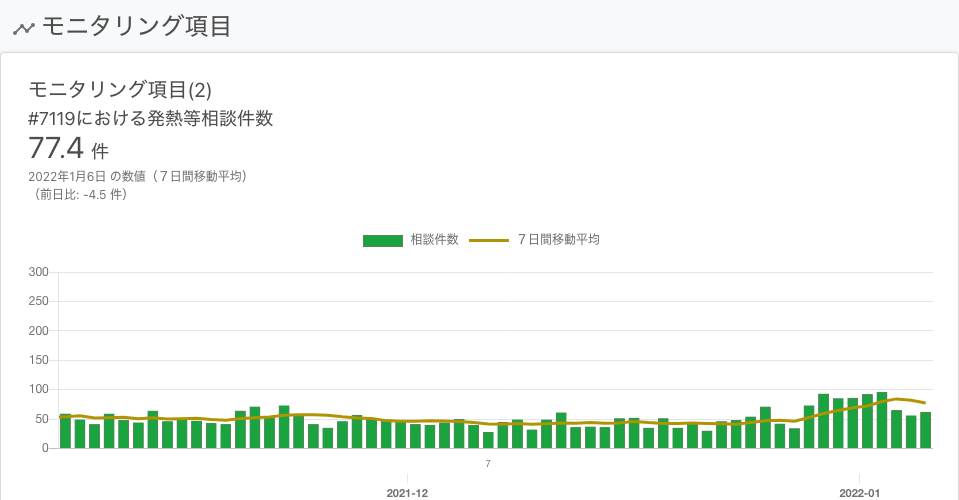 モニタリング項目
モニタリング項目(2)
#7119における発熱等相談件数
77.4 件
2022年1月6日 の数値（７日間移動平均）
（前日比: -4.5 件）
相談件数 ７日間移動平均
300
250
200
150
100
50
0
7
2021-12 2022-01